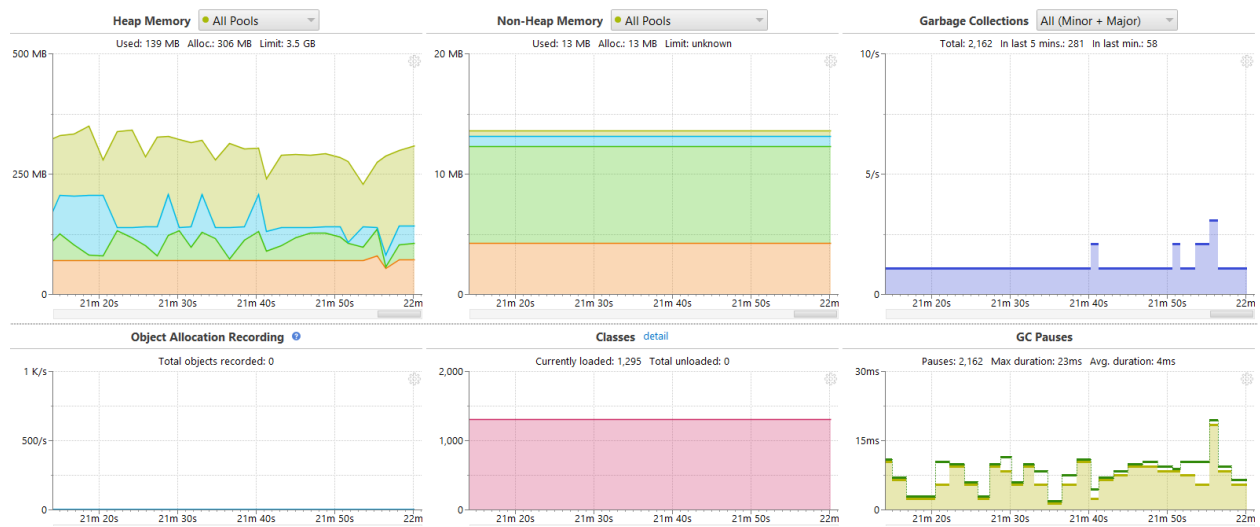 Heap Memory All Pools
Used: 139 MB Alloc.: 306 MB Limit: 3.5 GB
500 MB
250 MB
0
21m 20s 21m 30s 21m 40s 21m 50s 22m
Non-Heap Memory All Pools
Used: 13 MB Alloc.: 13 MB Limit: unknown
20 MB
10 MB
0
21m 20s 21m 30s 21m 40s 21m 50s 22m
Garbage Collections All (Minor + Major)
Total: 2,162 In last 5 mins.: 281 In last min.: 58
10/s
5/s
0
21m 20s 21m 30s 21m 40s 21m 50s 22m
Object Allocation Recording ?
Total objects recorded: 0
1 K/s
500/s
0
21m 20s 21m 30s 21m 40s 21m 50s 22m
Classes detail
Currently loaded: 1,295 Total unloaded: 0
2,000
1,000
0
21m 20s 21m 30s 21m 40s 21m 50s 22m
GC Pauses
Pauses: 2,162 Max duration: 23ms Avg. duration: 4ms
30ms
15ms
0
21m 20s 21m 30s 21m 40s 21m 50s 22m